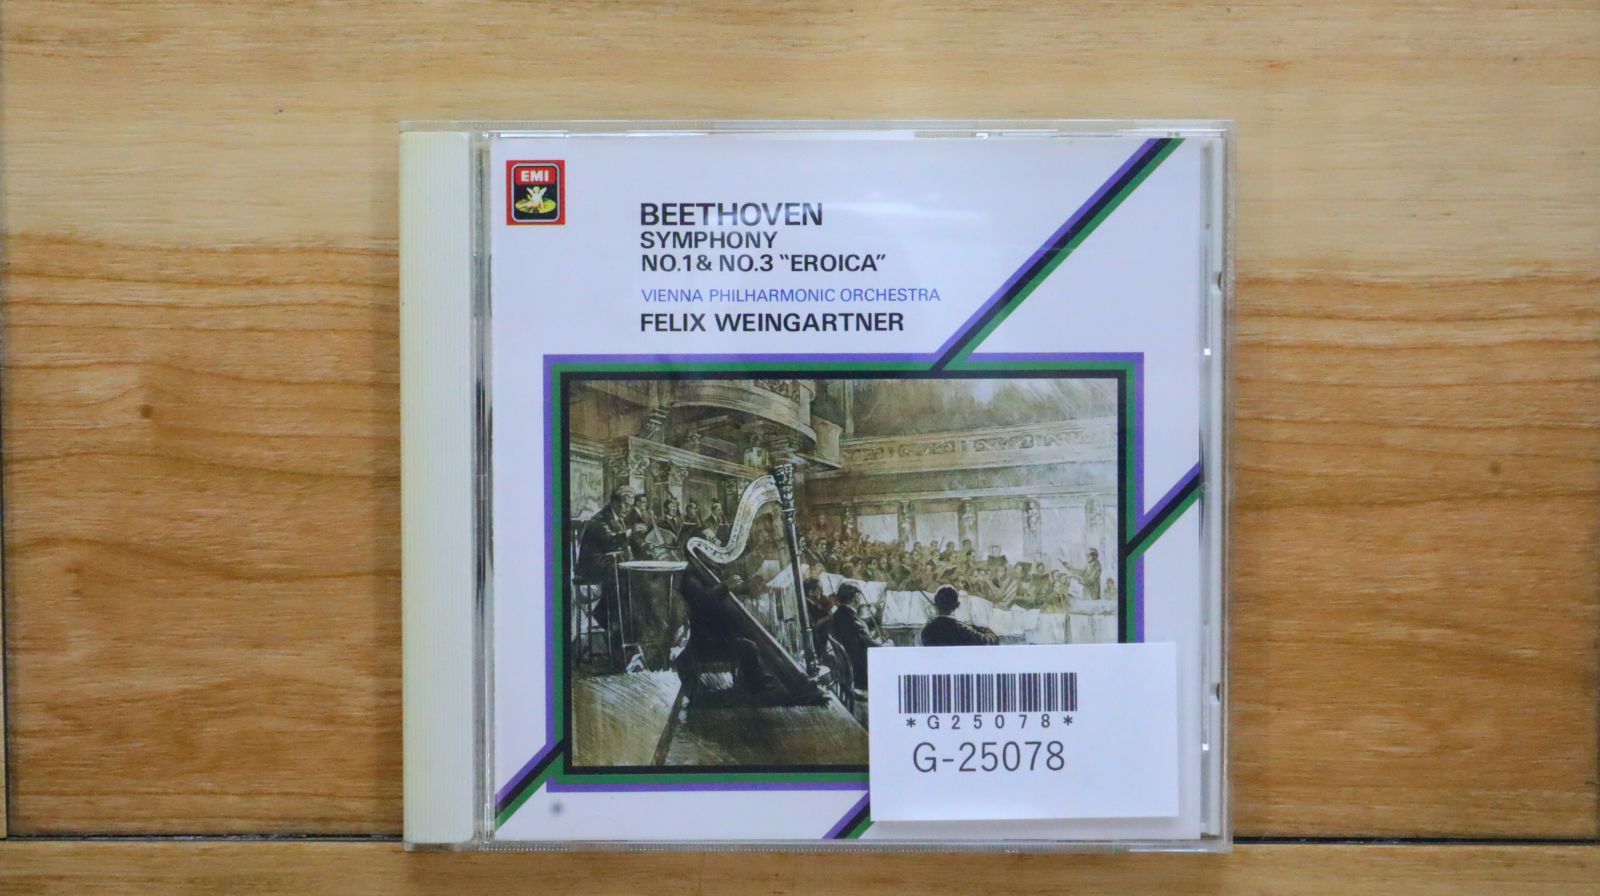 EMI
BEETHOVEN
SYMPHONY
NO.1 & NO.3 "EROICA"
VIENNA PHILHARMONIC ORCHESTRA
FELIX WEINGARTNER
*G25078*
G-25078